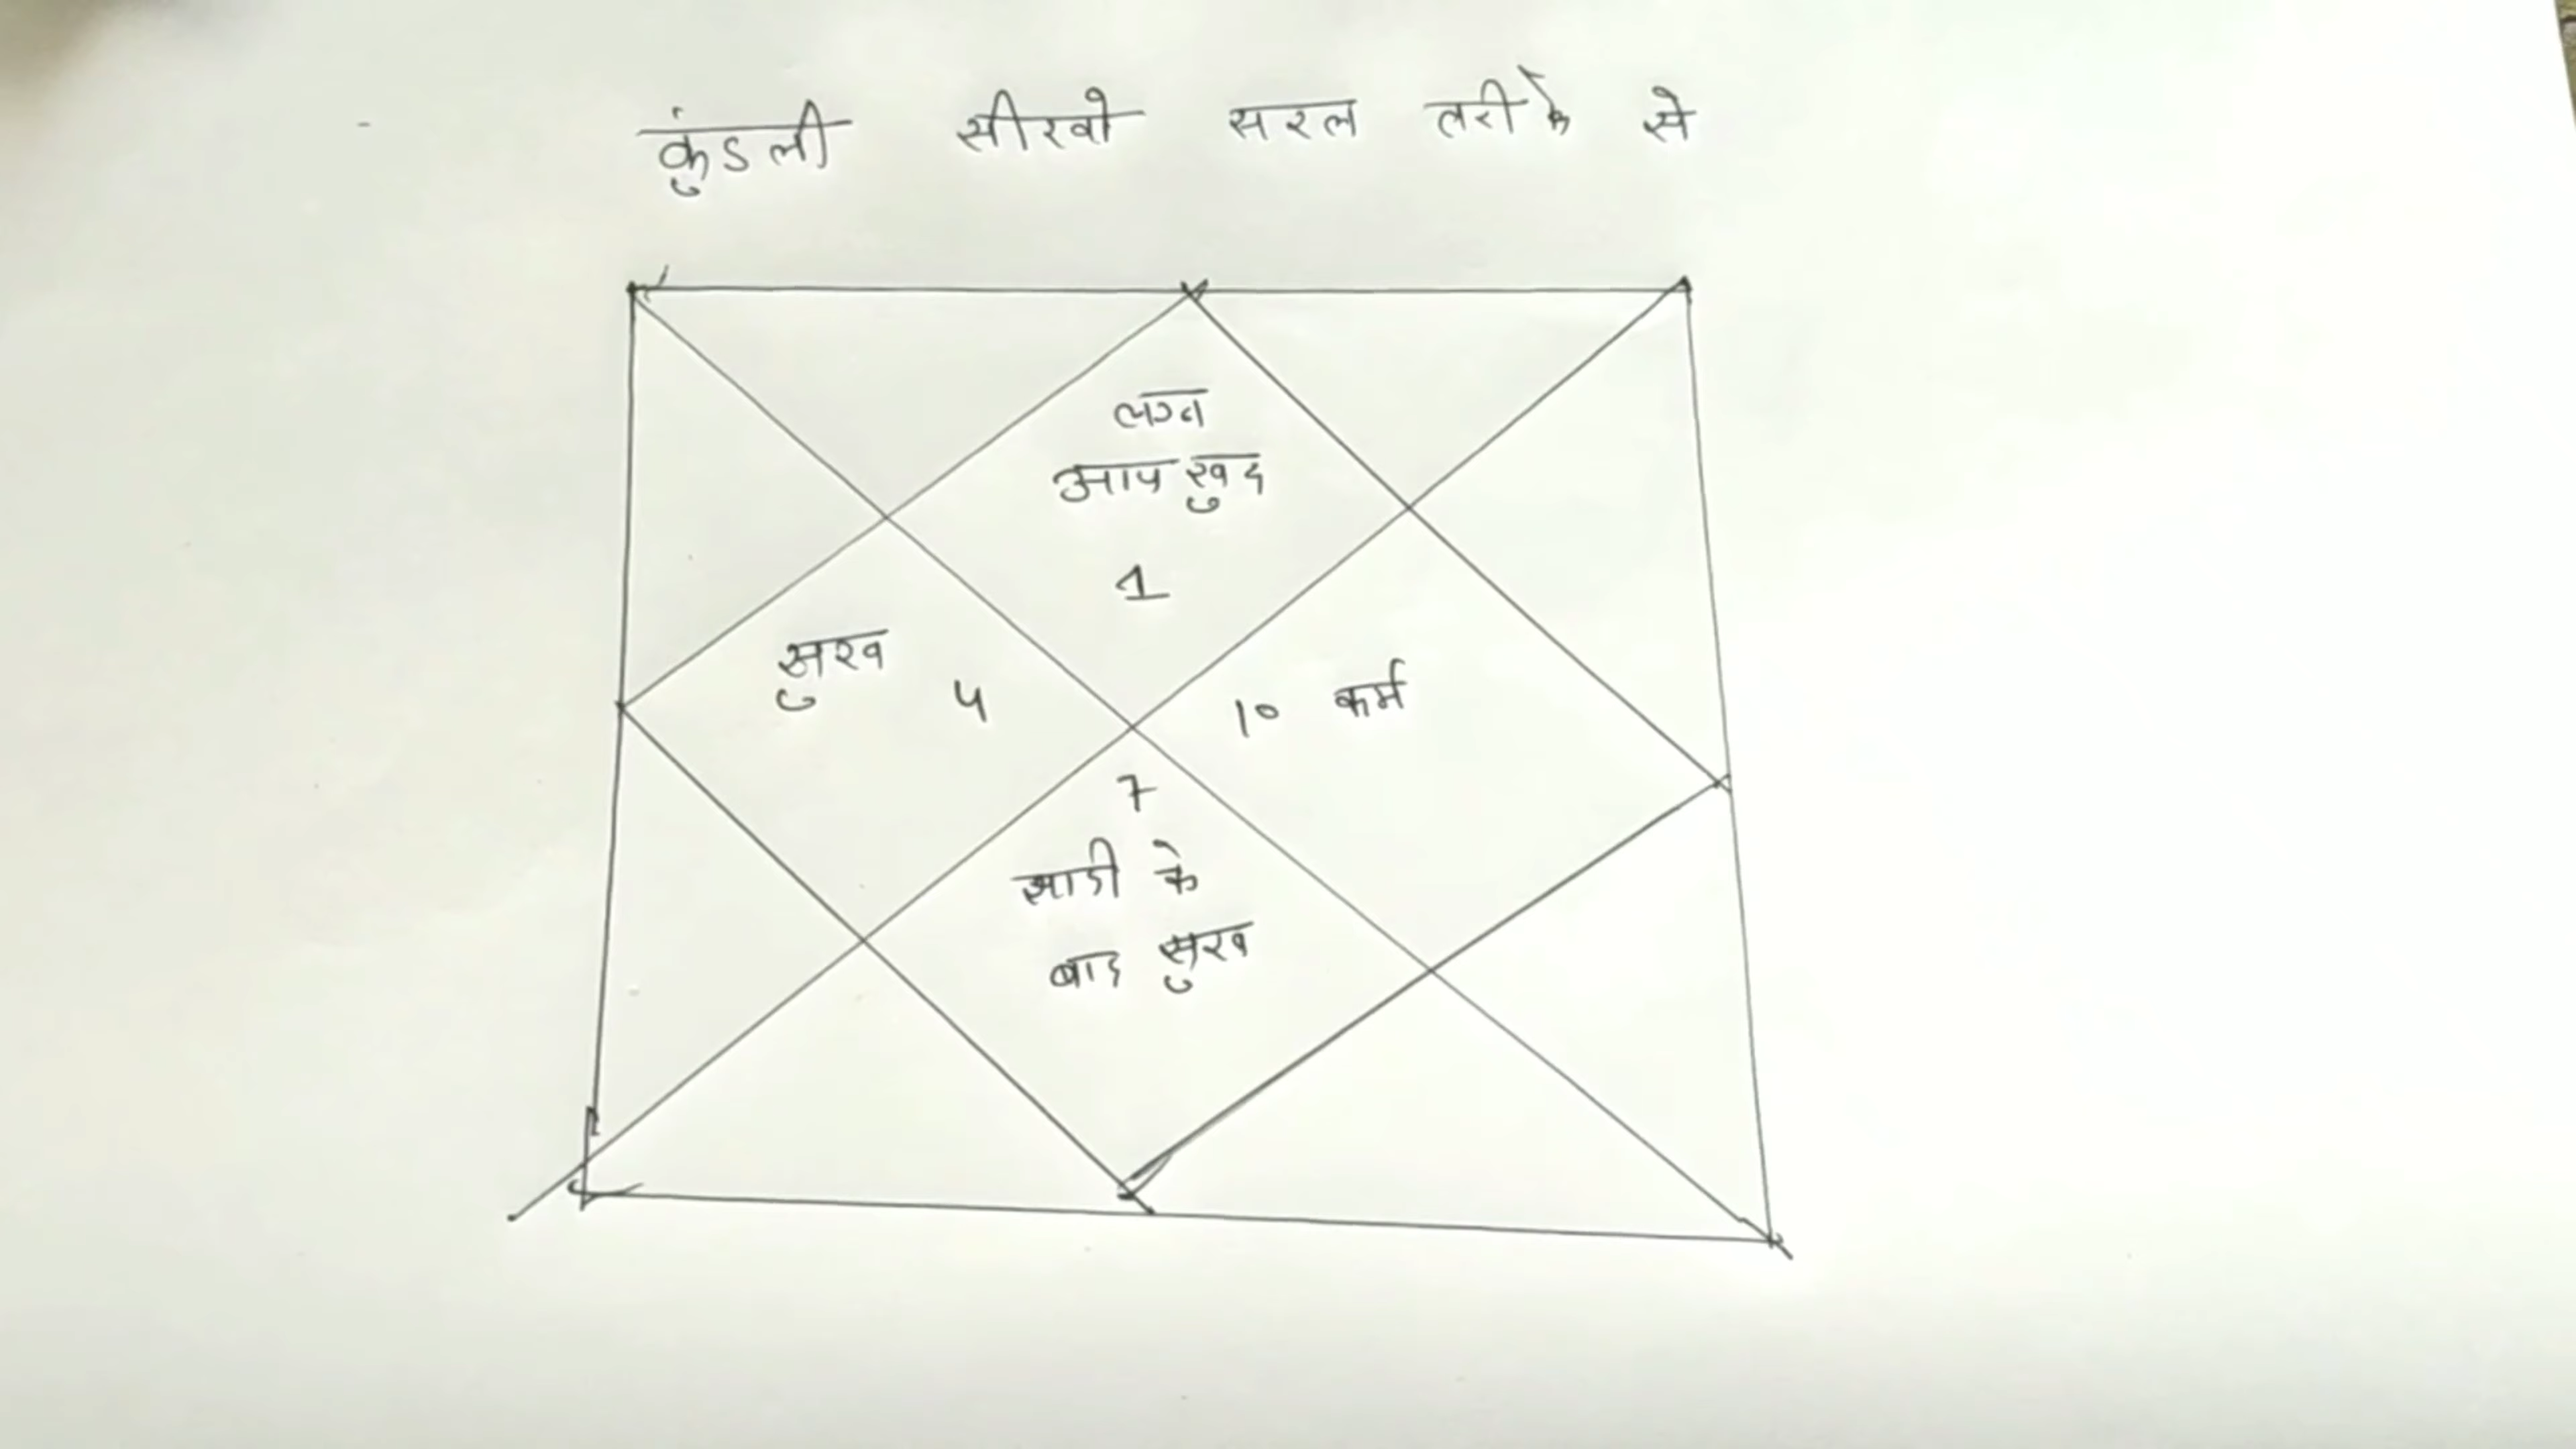 कुंडली सीखो सरल तरीके से
लग्न
आप खुद
1
सुख 4
10 कर्म
7
सादी के
बाद सुख